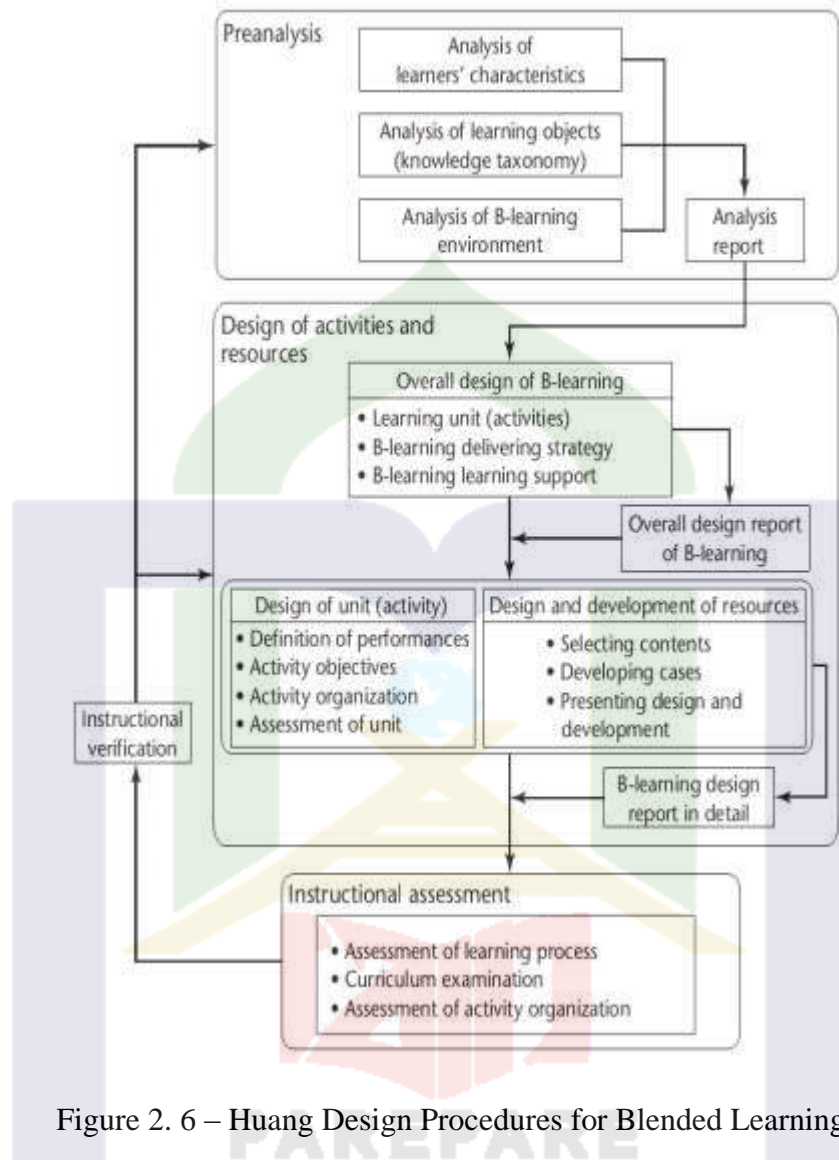 Preanalysis
Analysis of
learners' characteristics
Analysis of learning objects
(knowledge taxonomy)
Analysis of B-learning
environment
Analysis
report
Design of activities and
resources
Overall design of B-learning
• Learning unit (activities)
• B-learning delivering strategy
• B-learning learning support
Overall design report
of B-learning
Design of unit (activity)
• Definition of performances
• Activity objectives
• Activity organization
• Assessment of unit
Design and development of resources
• Selecting contents
• Developing cases
• Presenting design and
development
Instructional
verification
B-learning design
report in detail
Instructional assessment
• Assessment of learning process
• Curriculum examination
• Assessment of activity organization
Figure 2. 6 – Huang Design Procedures for Blended Learning
PAREPARE